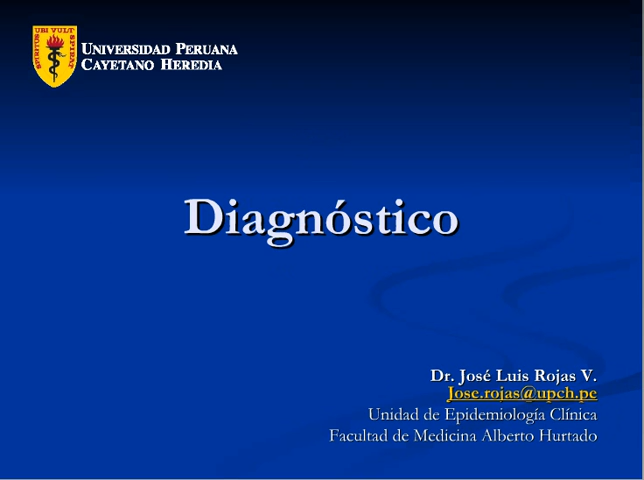 SPIRITUS UBI VULT SPIRAT
UNIVERSIDAD PERUANA
CAYETANO HEREDIA
Diagnóstico
Dr. José Luis Rojas V.
Jose.rojas@upch.pe
Unidad de Epidemiología Clínica
Facultad de Medicina Alberto Hurtado